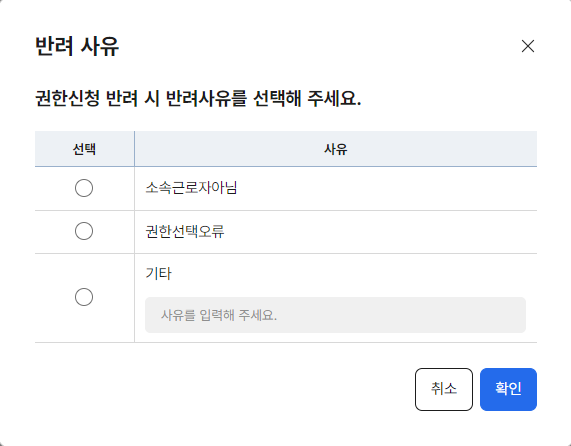 반려 사유
권한신청 반려 시 반려사유를 선택해 주세요.
선택 사유
소속근로자아님
권한선택오류
기타
사유를 입력해 주세요.
취소 확인